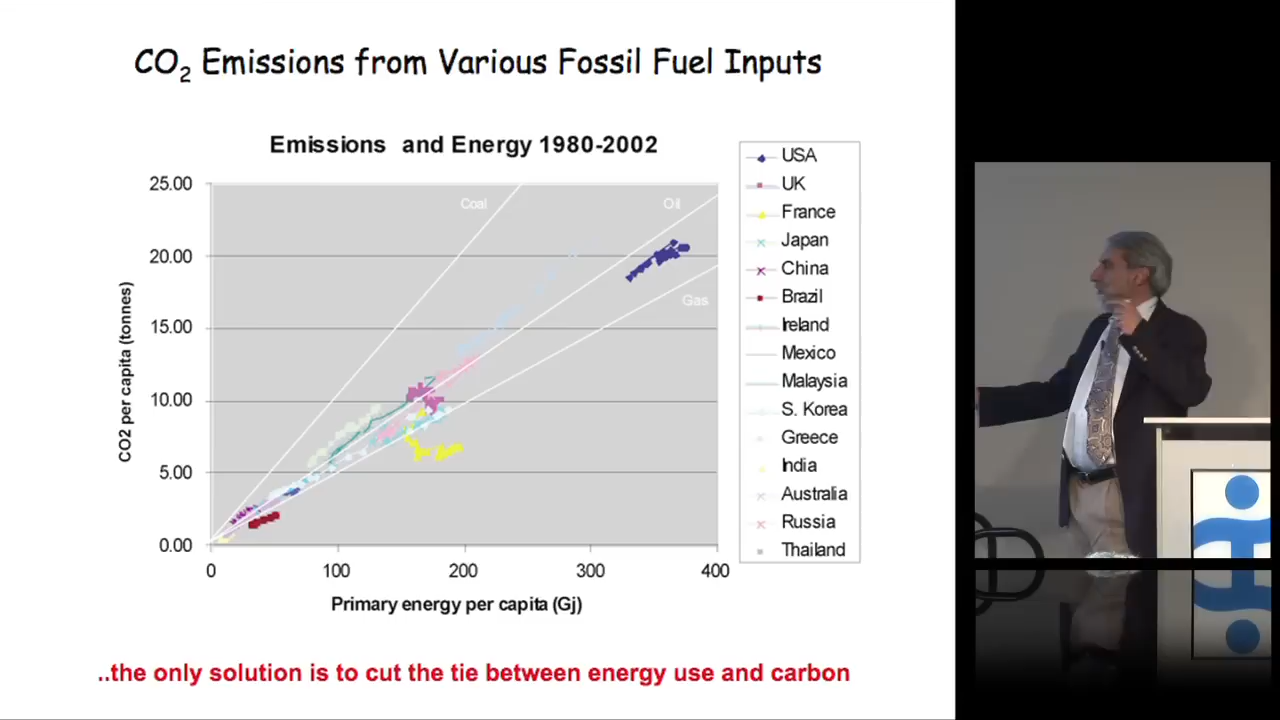 CO2 Emissions from Various Fossil Fuel Inputs
Emissions and Energy 1980-2002
25.00
20.00
15.00
10.00
5.00
0.00
CO2 per capita (tonnes)
Coal
Oil
Gas
0 100 200 300 400
Primary energy per capita (Gj)
USA
UK
France
Japan
China
Brazil
Ireland
Mexico
Malaysia
S. Korea
Greece
India
Australia
Russia
Thailand
..the only solution is to cut the tie between energy use and carbon